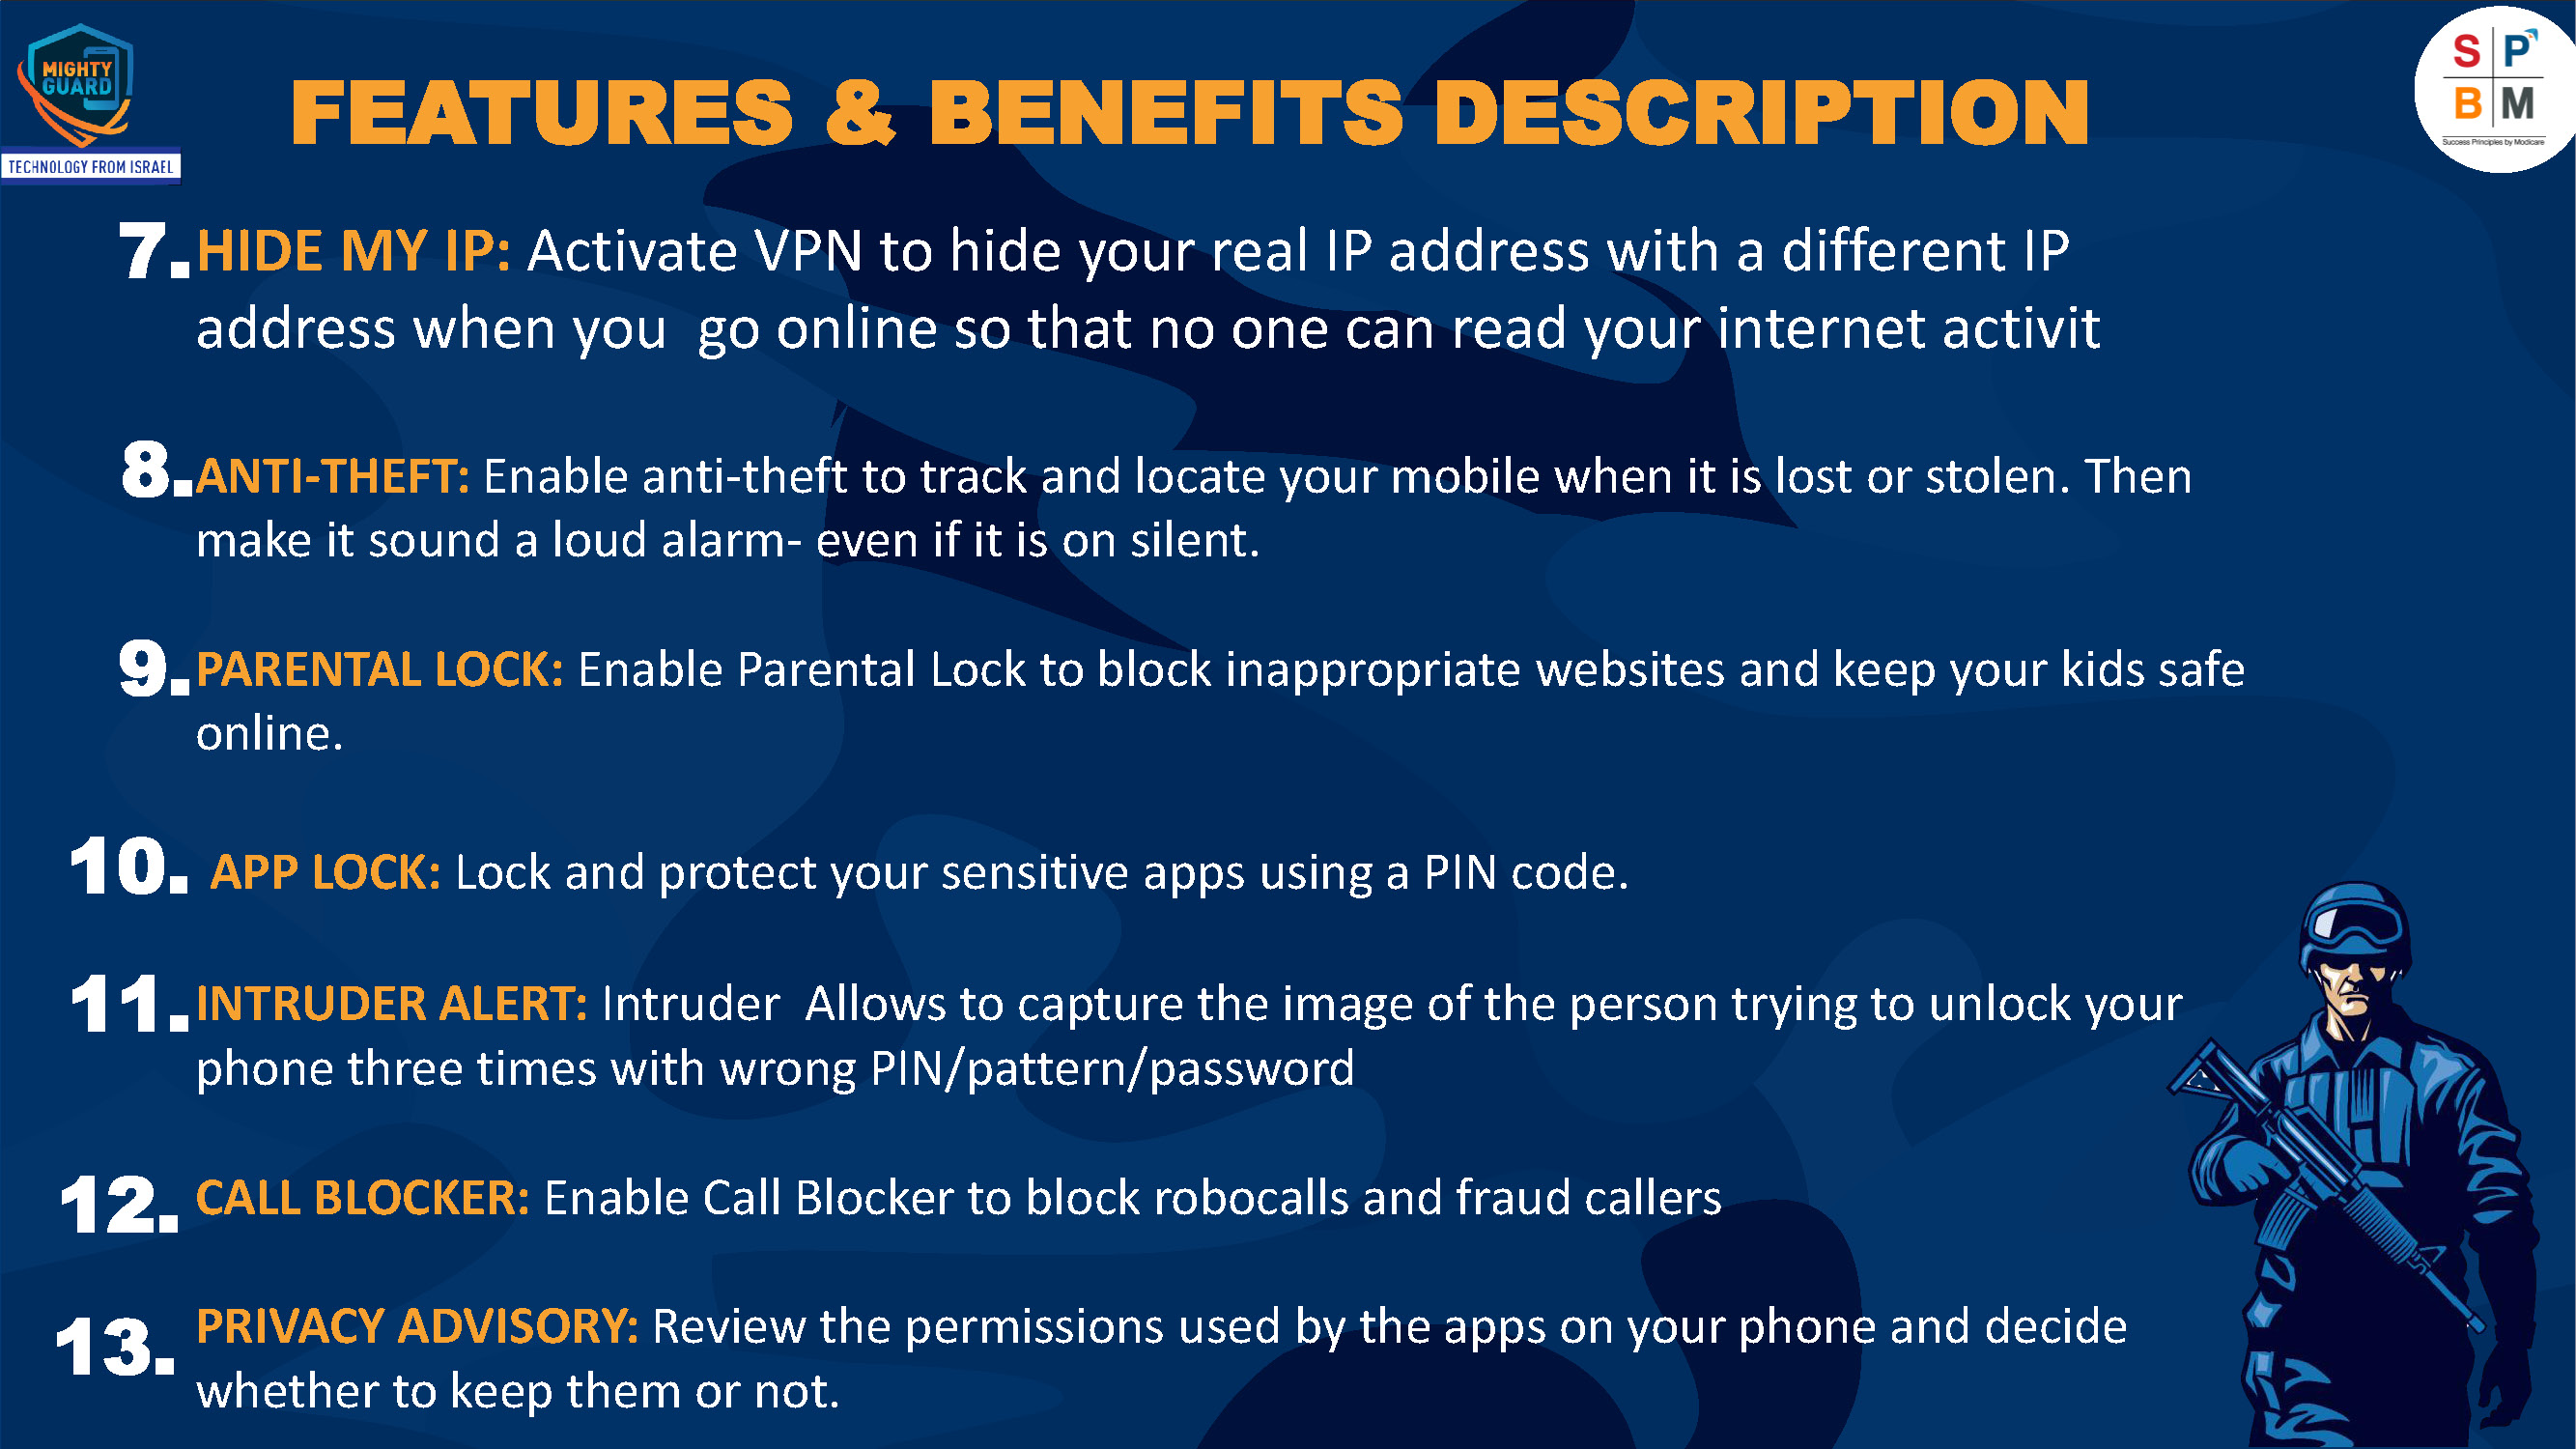 MIGHTY
GUARD
TECHNOLOGY FROM ISRAEL
FEATURES & BENEFITS DESCRIPTION
S P
B M
Success Principles by Modicare
7. HIDE MY IP: Activate VPN to hide your real IP address with a different IP
address when you go online so that no one can read your internet activit
8. ANTI-THEFT: Enable anti-theft to track and locate your mobile when it is lost or stolen. Then
make it sound a loud alarm- even if it is on silent.
9. PARENTAL LOCK: Enable Parental Lock to block inappropriate websites and keep your kids safe
online.
10. APP LOCK: Lock and protect your sensitive apps using a PIN code.
11. INTRUDER ALERT: Intruder Allows to capture the image of the person trying to unlock your
phone three times with wrong PIN/pattern/password
12. CALL BLOCKER: Enable Call Blocker to block robocalls and fraud callers
13. PRIVACY ADVISORY: Review the permissions used by the apps on your phone and decide
whether to keep them or not.